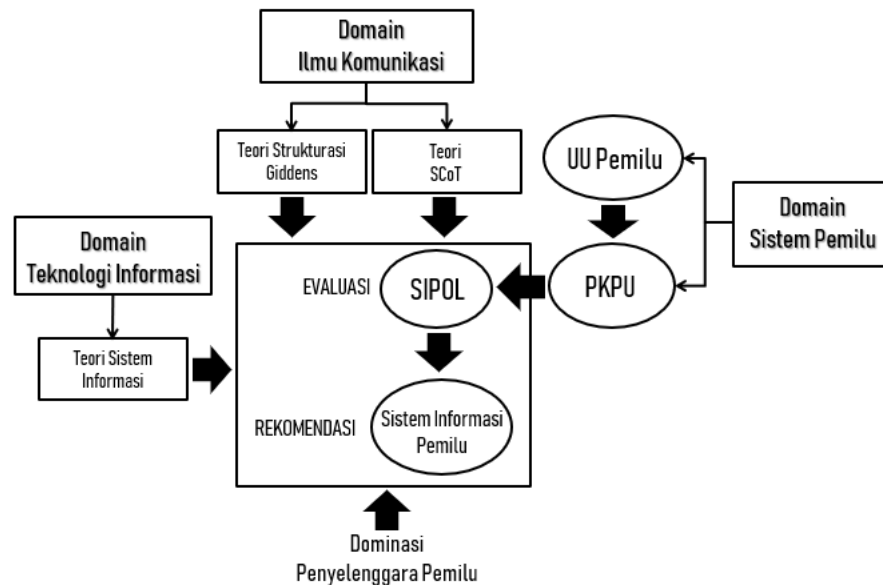 Domain
Ilmu Komunikasi
Teori Strukturasi
Giddens
Teori
SCoT
UU Pemilu
Domain
Sistem Pemilu
Domain
Teknologi Informasi
EVALUASI
SIPOL
PKPU
Teori Sistem
Informasi
REKOMENDASI
Sistem Informasi
Pemilu
Dominasi
Penyelenggara Pemilu